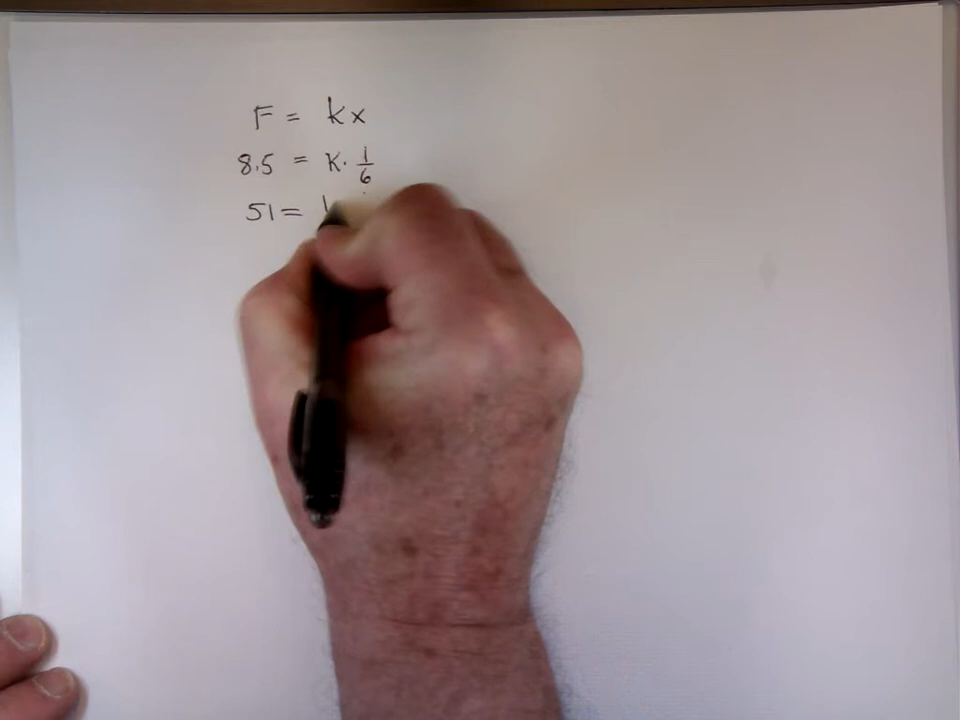 F = kx
8.5 = k · 1/6
51 =